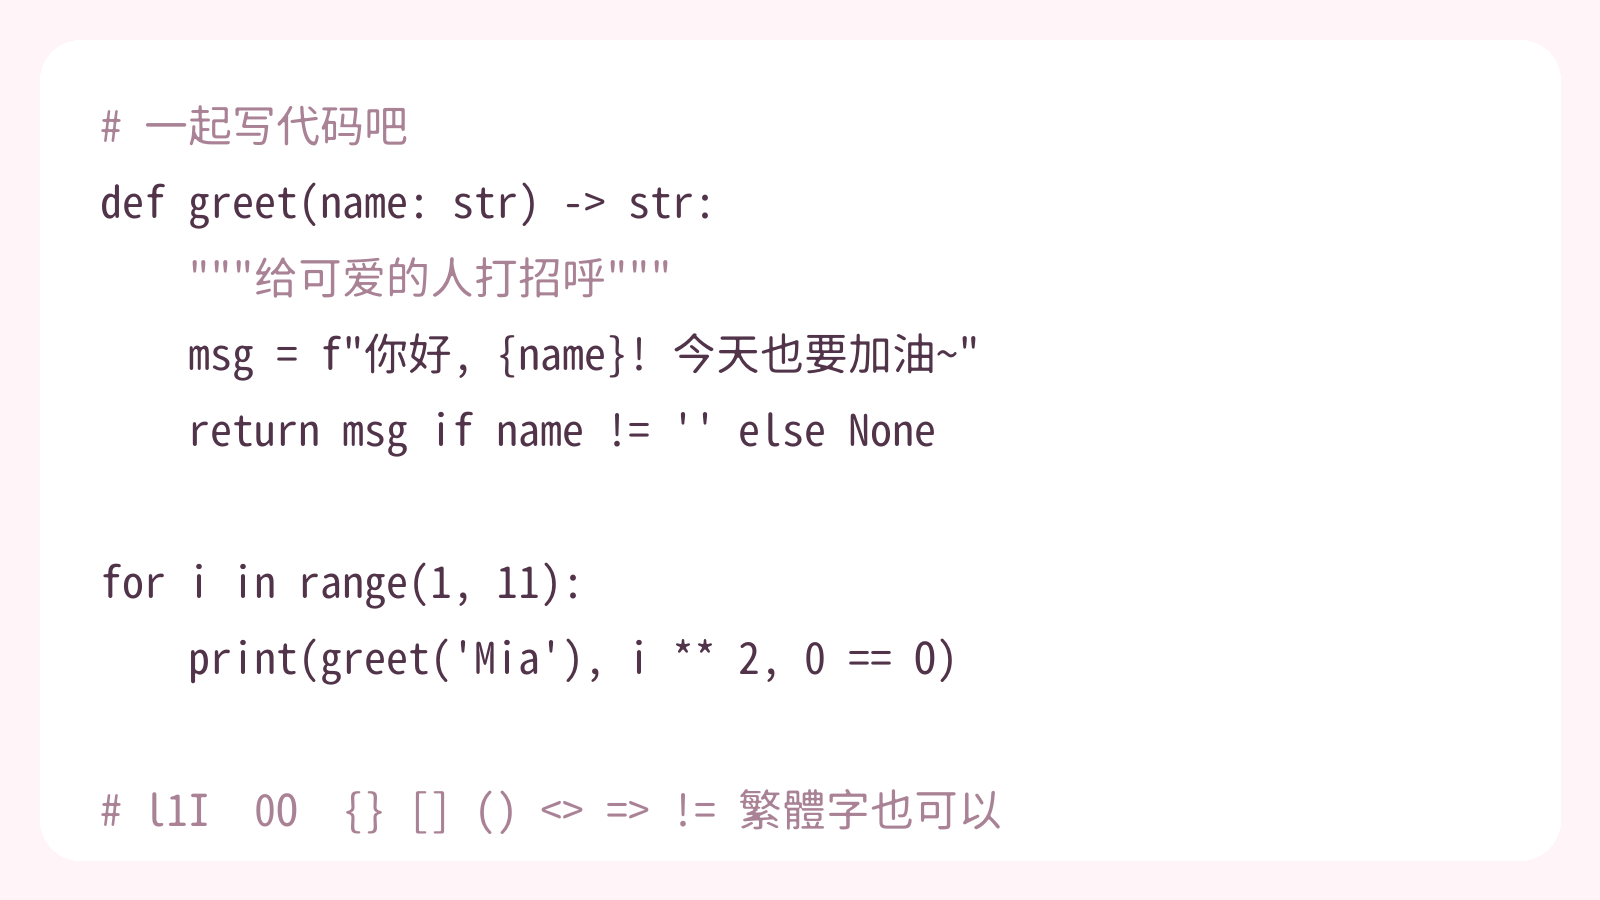 # 一起写代码吧
def greet(name: str) -> str:
    """给可爱的人打招呼"""
    msg = f"你好, {name}! 今天也要加油~"
    return msg if name != '' else None

for i in range(1, 11):
    print(greet('Mia'), i ** 2, 0 == O)

# l1I  0O  {} [] () <> => != 繁體字也可以